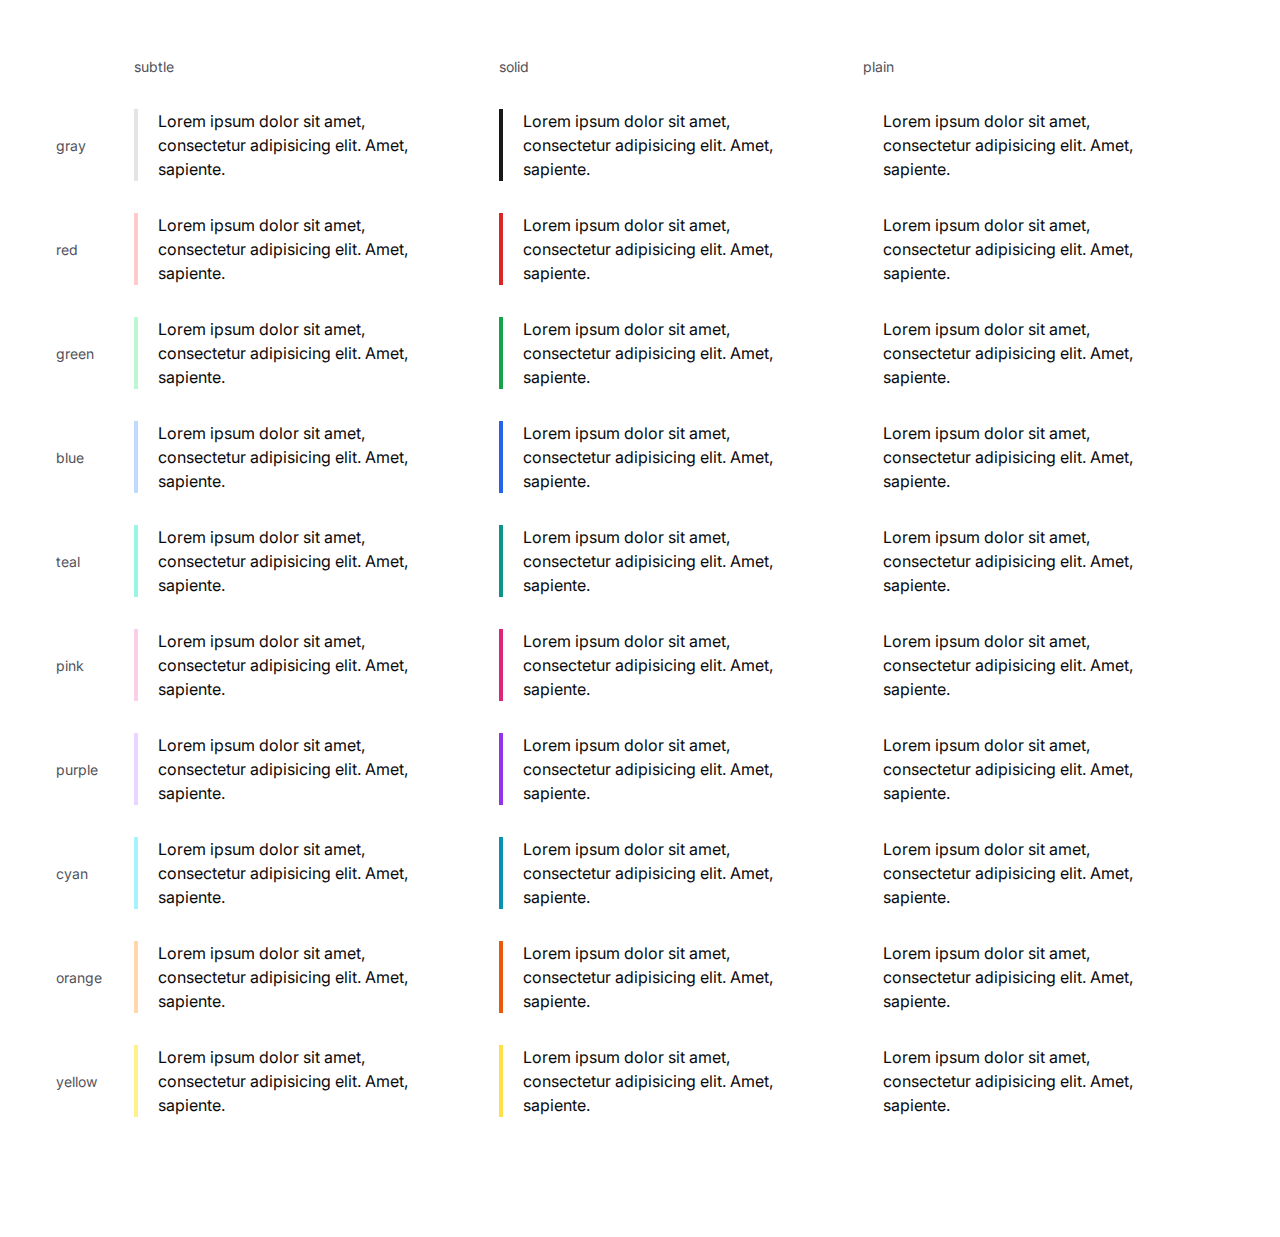 subtle solid plain
gray
Lorem ipsum dolor sit amet,
consectetur adipisicing elit. Amet,
sapiente.
Lorem ipsum dolor sit amet,
consectetur adipisicing elit. Amet,
sapiente.
Lorem ipsum dolor sit amet,
consectetur adipisicing elit. Amet,
sapiente.
red
Lorem ipsum dolor sit amet,
consectetur adipisicing elit. Amet,
sapiente.
Lorem ipsum dolor sit amet,
consectetur adipisicing elit. Amet,
sapiente.
Lorem ipsum dolor sit amet,
consectetur adipisicing elit. Amet,
sapiente.
green
Lorem ipsum dolor sit amet,
consectetur adipisicing elit. Amet,
sapiente.
Lorem ipsum dolor sit amet,
consectetur adipisicing elit. Amet,
sapiente.
Lorem ipsum dolor sit amet,
consectetur adipisicing elit. Amet,
sapiente.
blue
Lorem ipsum dolor sit amet,
consectetur adipisicing elit. Amet,
sapiente.
Lorem ipsum dolor sit amet,
consectetur adipisicing elit. Amet,
sapiente.
Lorem ipsum dolor sit amet,
consectetur adipisicing elit. Amet,
sapiente.
teal
Lorem ipsum dolor sit amet,
consectetur adipisicing elit. Amet,
sapiente.
Lorem ipsum dolor sit amet,
consectetur adipisicing elit. Amet,
sapiente.
Lorem ipsum dolor sit amet,
consectetur adipisicing elit. Amet,
sapiente.
pink
Lorem ipsum dolor sit amet,
consectetur adipisicing elit. Amet,
sapiente.
Lorem ipsum dolor sit amet,
consectetur adipisicing elit. Amet,
sapiente.
Lorem ipsum dolor sit amet,
consectetur adipisicing elit. Amet,
sapiente.
purple
Lorem ipsum dolor sit amet,
consectetur adipisicing elit. Amet,
sapiente.
Lorem ipsum dolor sit amet,
consectetur adipisicing elit. Amet,
sapiente.
Lorem ipsum dolor sit amet,
consectetur adipisicing elit. Amet,
sapiente.
cyan
Lorem ipsum dolor sit amet,
consectetur adipisicing elit. Amet,
sapiente.
Lorem ipsum dolor sit amet,
consectetur adipisicing elit. Amet,
sapiente.
Lorem ipsum dolor sit amet,
consectetur adipisicing elit. Amet,
sapiente.
orange
Lorem ipsum dolor sit amet,
consectetur adipisicing elit. Amet,
sapiente.
Lorem ipsum dolor sit amet,
consectetur adipisicing elit. Amet,
sapiente.
Lorem ipsum dolor sit amet,
consectetur adipisicing elit. Amet,
sapiente.
yellow
Lorem ipsum dolor sit amet,
consectetur adipisicing elit. Amet,
sapiente.
Lorem ipsum dolor sit amet,
consectetur adipisicing elit. Amet,
sapiente.
Lorem ipsum dolor sit amet,
consectetur adipisicing elit. Amet,
sapiente.